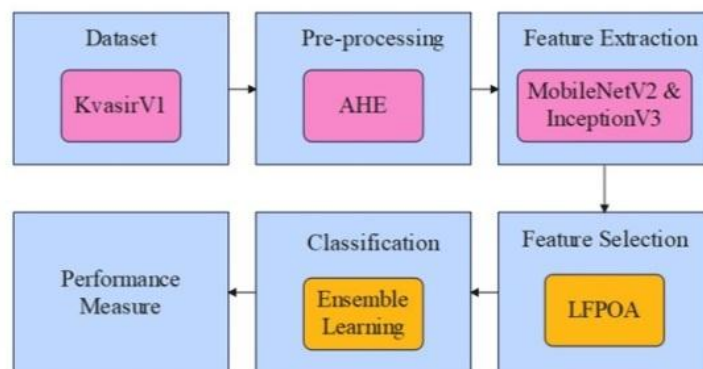 Dataset
KvasirV1
Pre-processing
AHE
Feature Extraction
MobileNetV2 &
InceptionV3
Performance
Measure
Classification
Ensemble
Learning
Feature Selection
LFPOA